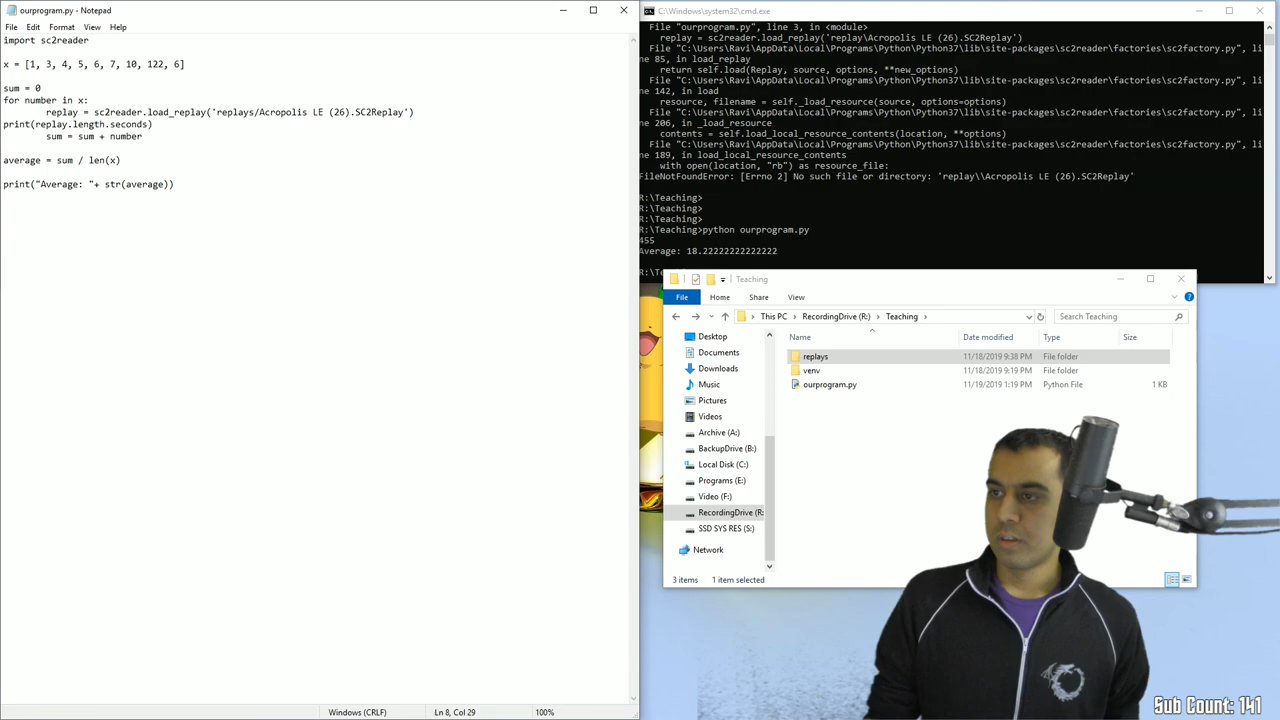 ourprogram.py - Notepad
File Edit Format View Help
import sc2reader
x = [1, 3, 4, 5, 6, 7, 10, 122, 6]
sum = 0
for number in x:
replay = sc2reader.load_replay('replays/Acropolis LE (26).SC2Replay')
print(replay.length.seconds)
sum = sum + number
average = sum / len(x)
print("Average: "+ str(average))
Windows (CRLF) Ln 8, Col 29 100%
C:\Windows\system32\cmd.exe
File "ourprogram.py", line 3, in <module>
replay = sc2reader.load_replay('replay\Acropolis LE (26).SC2Replay')
File "C:\Users\Ravi\AppData\Local\Programs\Python\Python37\lib\site-packages\sc2reader\factories\sc2factory.py", li
ne 85, in load_replay
return self.load(Replay, source, options, **new_options)
File "C:\Users\Ravi\AppData\Local\Programs\Python\Python37\lib\site-packages\sc2reader\factories\sc2factory.py", li
ne 142, in load
resource, filename = self._load_resource(source, options=options)
File "C:\Users\Ravi\AppData\Local\Programs\Python\Python37\lib\site-packages\sc2reader\factories\sc2factory.py", li
ne 206, in _load_resource
contents = self.load_local_resource_contents(location, **options)
File "C:\Users\Ravi\AppData\Local\Programs\Python\Python37\lib\site-packages\sc2reader\factories\sc2factory.py", li
ne 189, in load_local_resource_contents
with open(location, "rb") as resource_file:
FileNotFoundError: [Errno 2] No such file or directory: 'replay\\Acropolis LE (26).SC2Replay'
R:\Teaching>
R:\Teaching>
R:\Teaching>
R:\Teaching>python ourprogram.py
455
Average: 18.22222222222222
Teaching
File Home Share View
This PC > RecordingDrive (R:) > Teaching >
Search Teaching
Name Date modified Type Size
replays 11/18/2019 9:38 PM File folder
venv 11/18/2019 9:19 PM File folder
ourprogram.py 11/19/2019 1:19 PM Python File 1 KB
Desktop
Documents
Downloads
Music
Pictures
Videos
Archive (A:)
BackupDrive (B:)
Local Disk (C:)
Programs (E:)
Video (F:)
RecordingDrive (R:
SSD SYS RES (S:)
Network
3 items 1 item selected
Sub Count: 141